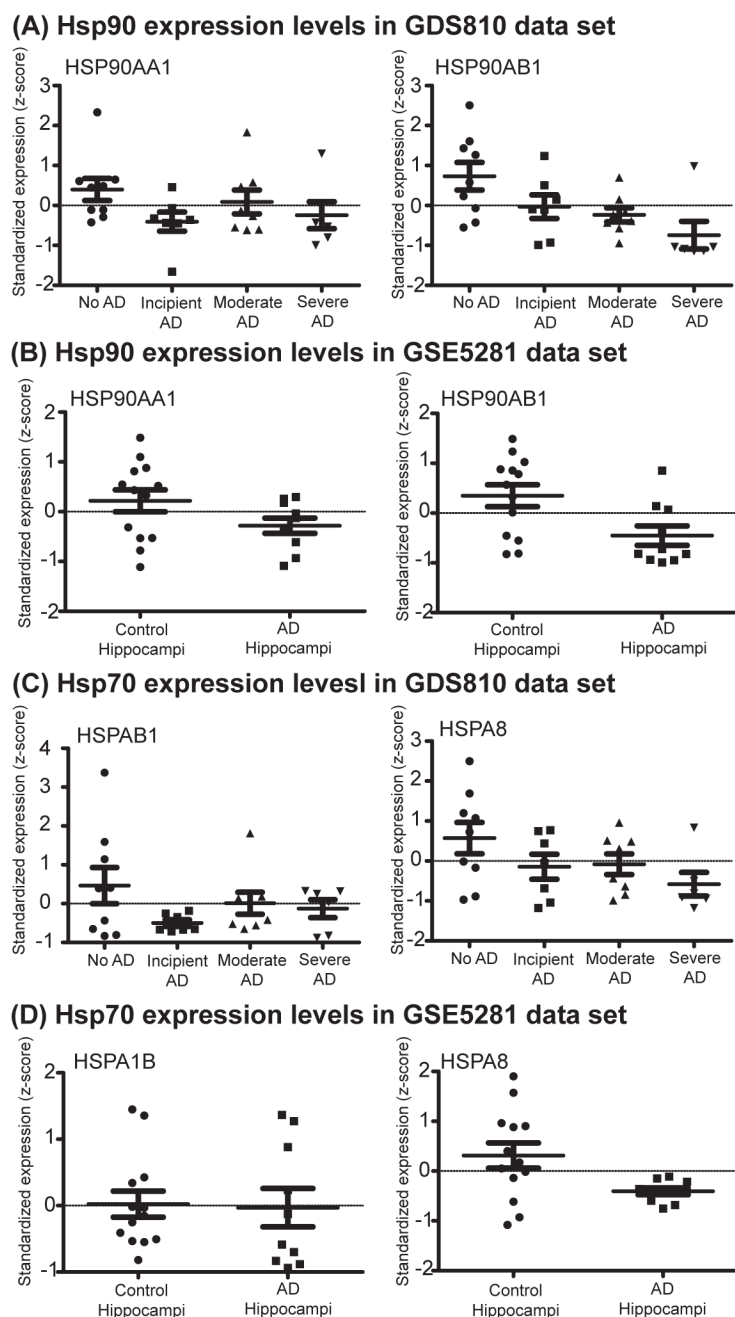 (A) Hsp90 expression levels in GDS810 data set
HSP90AA1
Standardized expression (z-score)
3
2
1
0
-1
-2
No AD
Incipient AD
Moderate AD
Severe AD
HSP90AB1
Standardized expression (z-score)
3
2
1
0
-1
-2
No AD
Incipient AD
Moderate AD
Severe AD
(B) Hsp90 expression levels in GSE5281 data set
HSP90AA1
Standardized expression (z-score)
2
1
0
-1
-2
Control Hippocampi
AD Hippocampi
HSP90AB1
Standardized expression (z-score)
2
1
0
-1
-2
Control Hippocampi
AD Hippocampi
(C) Hsp70 expression levesl in GDS810 data set
HSPAB1
Standardized expression (z-score)
4
3
2
1
0
-1
No AD
Incipient AD
Moderate AD
Severe AD
HSPA8
Standardized expression (z-score)
3
2
1
0
-1
-2
No AD
Incipient AD
Moderate AD
Severe AD
(D) Hsp70 expression levels in GSE5281 data set
HSPA1B
Standardized expression (z-score)
2
1
0
-1
Control Hippocampi
AD Hippocampi
HSPA8
Standardized expression (z-score)
2
1
0
-1
-2
Control Hippocampi
AD Hippocampi